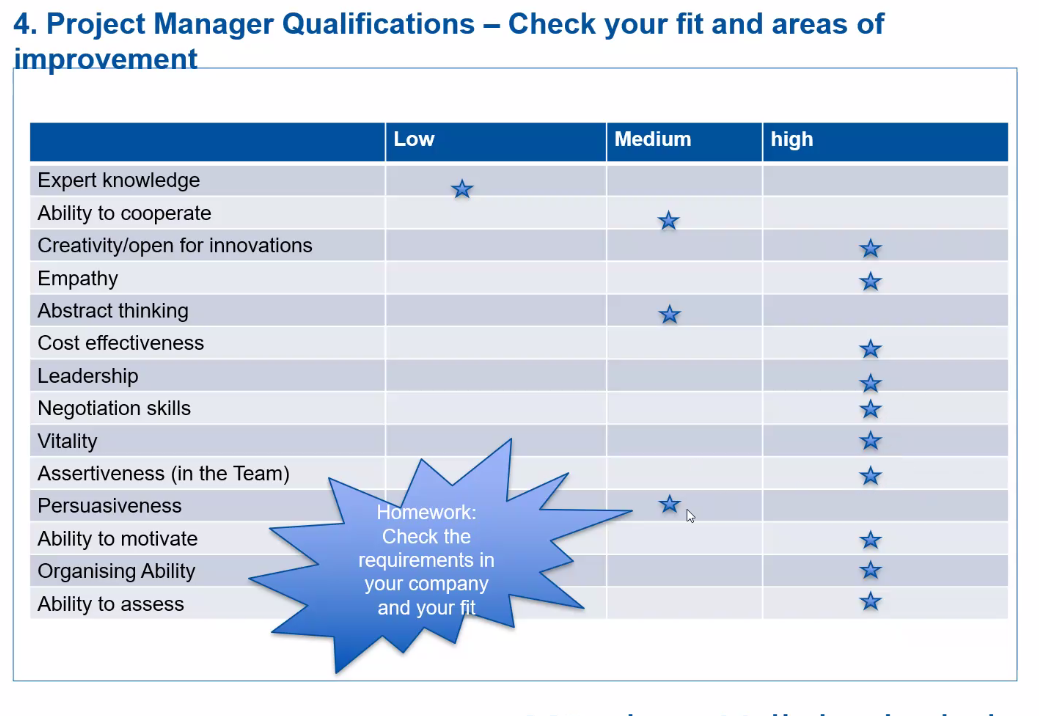 4. Project Manager Qualifications – Check your fit and areas of
improvement
Low Medium high
Expert knowledge
Ability to cooperate
Creativity/open for innovations
Empathy
Abstract thinking
Cost effectiveness
Leadership
Negotiation skills
Vitality
Assertiveness (in the Team)
Persuasiveness
Ability to motivate
Organising Ability
Ability to assess
Homework:
Check the
requirements in
your company
and your fit